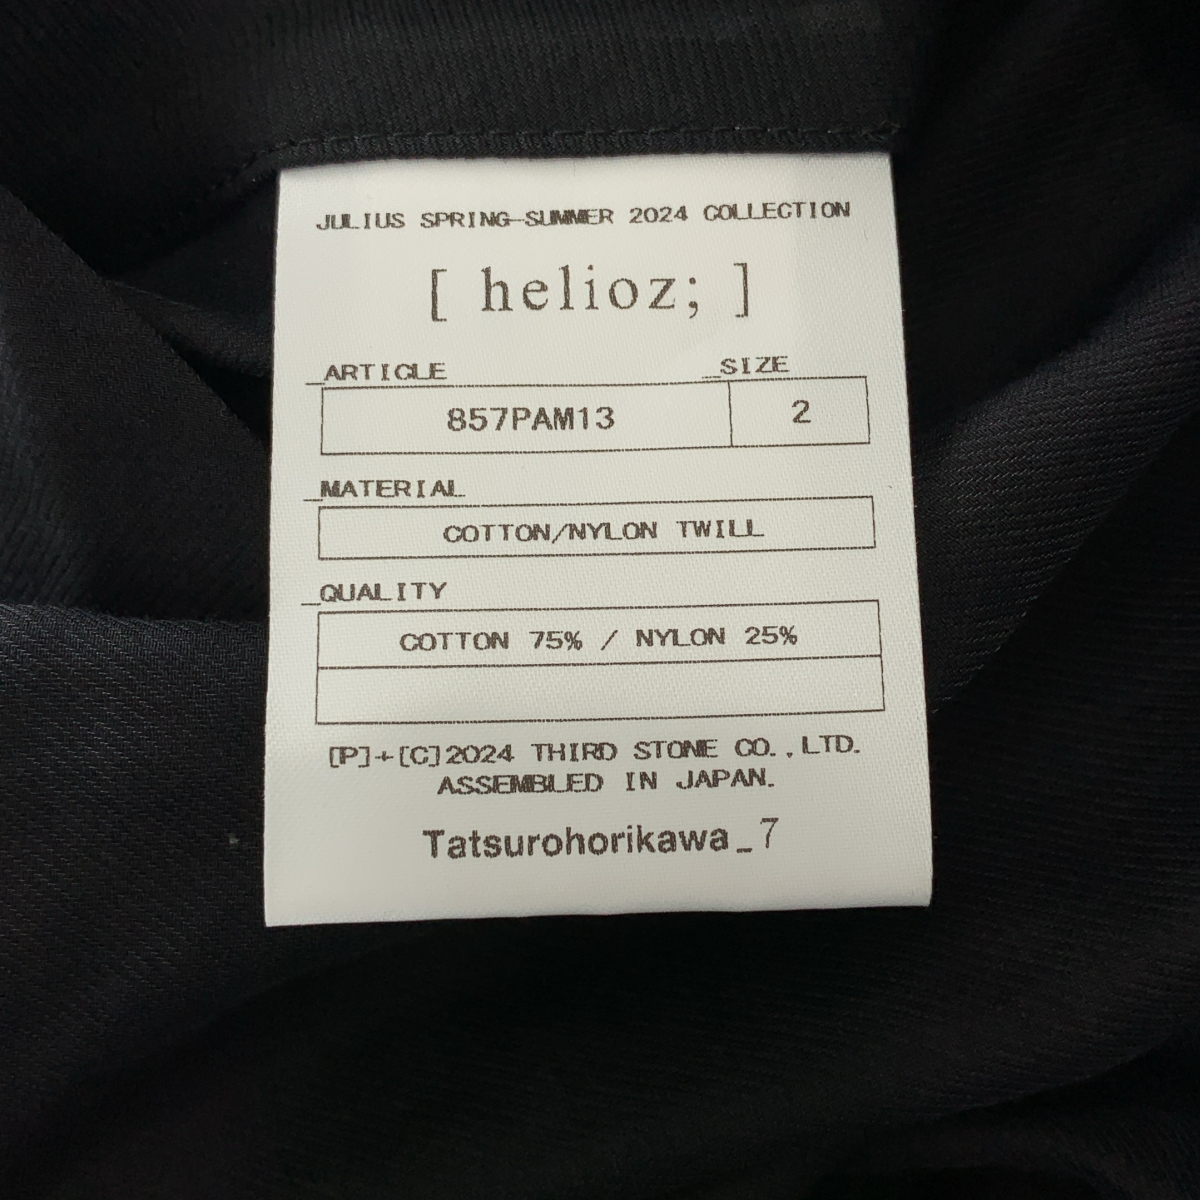 JULIUS SPRING-SUMMER 2024 COLLECTION
[ helioz; ]
_ARTICLE _SIZE
857PAM13 2
_MATERIAL
COTTON/NYLON TWILL
_QUALITY
COTTON 75% / NYLON 25%
[P]+[C]2024 THIRD STONE CO.,LTD.
ASSEMBLED IN JAPAN.
Tatsurohorikawa_7